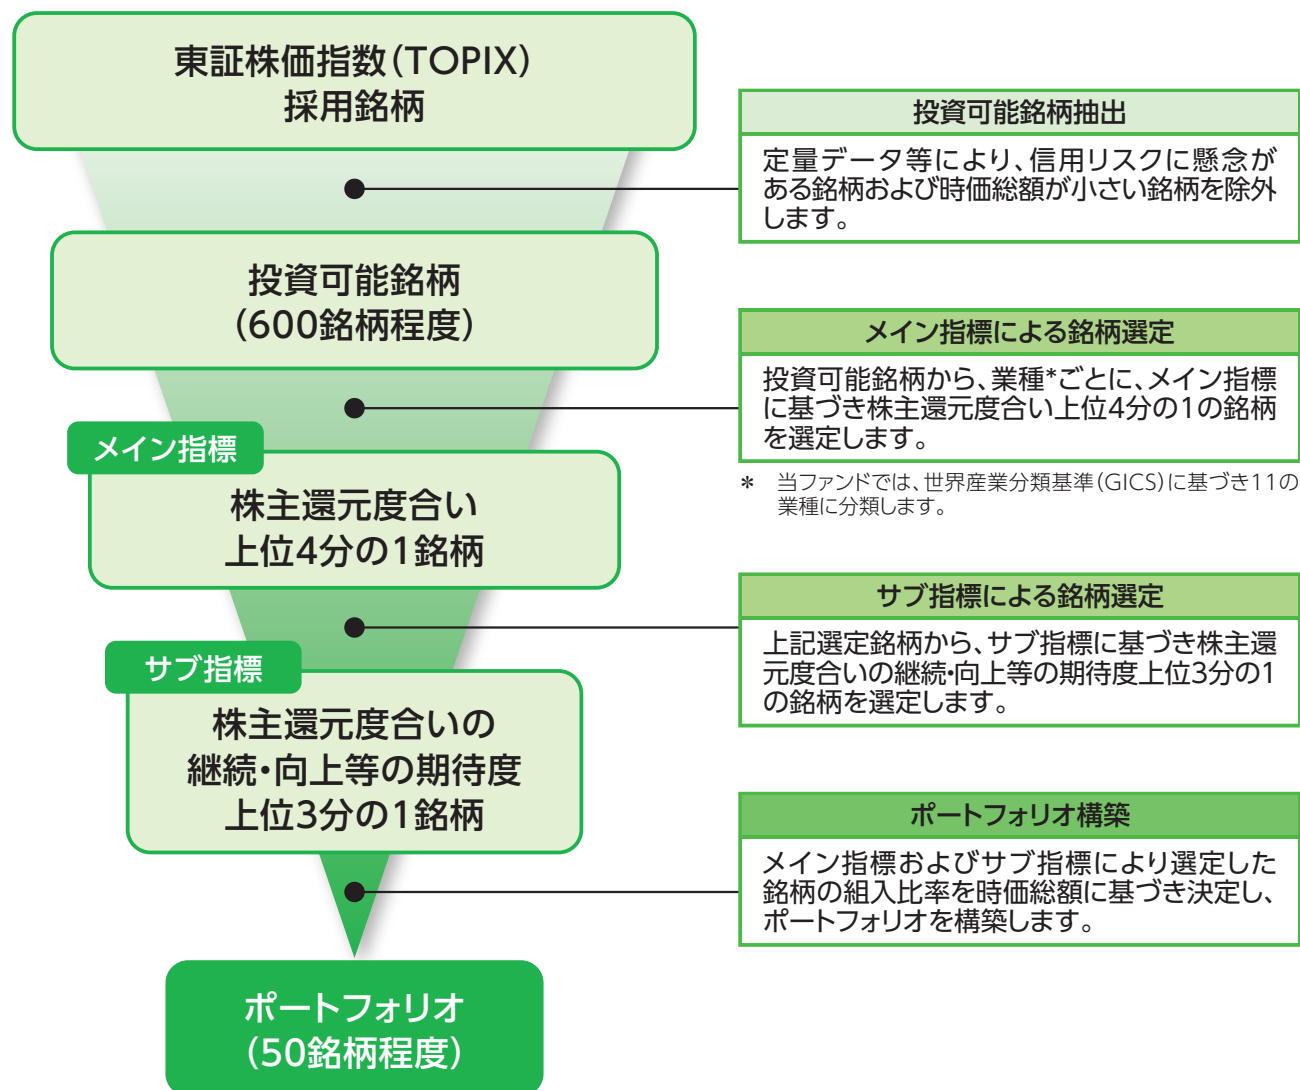 東証株価指数(TOPIX)
採用銘柄
投資可能銘柄抽出
定量データ等により、信用リスクに懸念が
ある銘柄および時価総額が小さい銘柄を除外
します。
投資可能銘柄
(600銘柄程度)
メイン指標による銘柄選定
投資可能銘柄から、業種*ごとに、メイン指標
に基づき株主還元度合い上位4分の1の銘柄
を選定します。
* 当ファンドでは、世界産業分類基準(GICS)に基づき11の
業種に分類します。
メイン指標
株主還元度合い
上位4分の1銘柄
サブ指標による銘柄選定
上記選定銘柄から、サブ指標に基づき株主還
元度合いの継続・向上等の期待度上位3分の1
の銘柄を選定します。
サブ指標
株主還元度合いの
継続・向上等の期待度
上位3分の1銘柄
ポートフォリオ構築
メイン指標およびサブ指標により選定した
銘柄の組入比率を時価総額に基づき決定し、
ポートフォリオを構築します。
ポートフォリオ
(50銘柄程度)